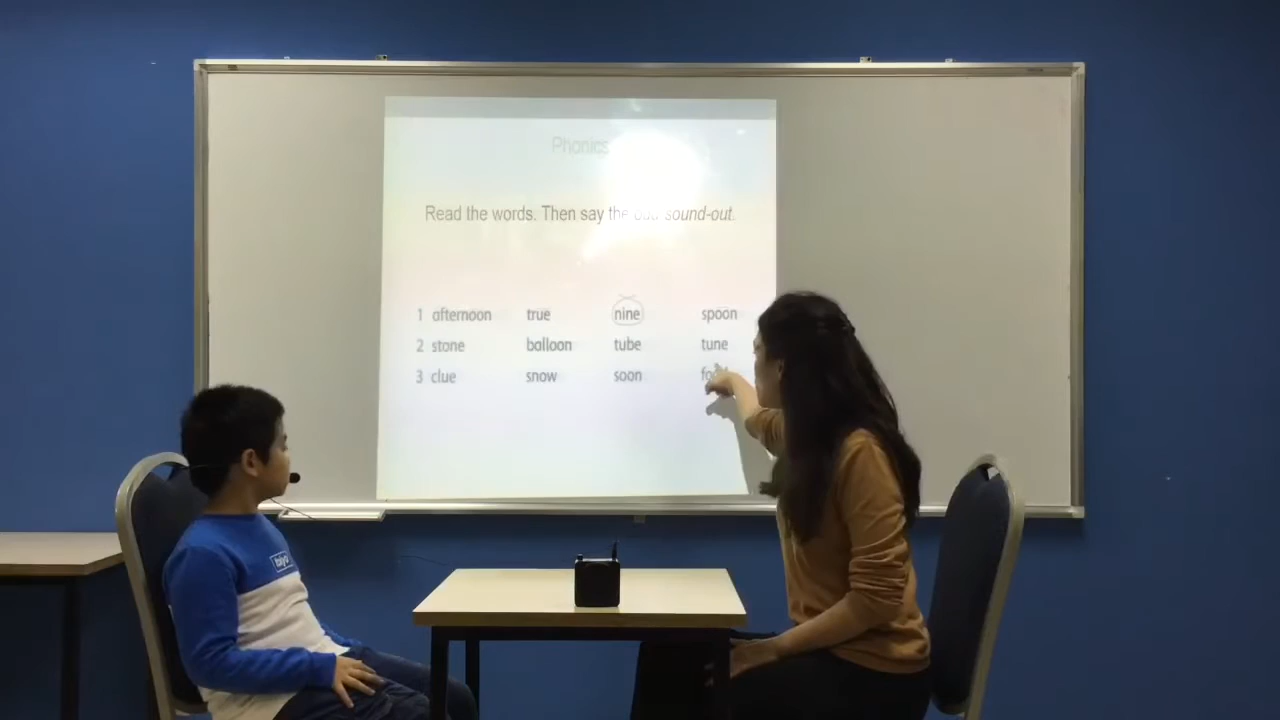 Phonics
Read the words. Then say the sound-out.
1 afternoon true nine spoon
2 stone balloon tube tune
3 clue snow soon